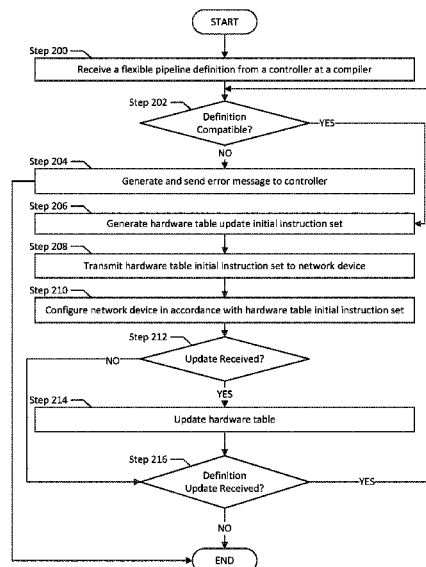 START
Step 200
Receive a flexible pipeline definition from a controller at a compiler
Step 202
Definition
Compatible?
YES
NO
Step 204
Generate and send error message to controller
Step 206
Generate hardware table update initial instruction set
Step 208
Transmit hardware table initial instruction set to network device
Step 210
Configure network device in accordance with hardware table initial instruction set
Step 212
NO
Update Received?
YES
Step 214
Update hardware table
Step 216
Definition
Update Received?
YES
NO
END